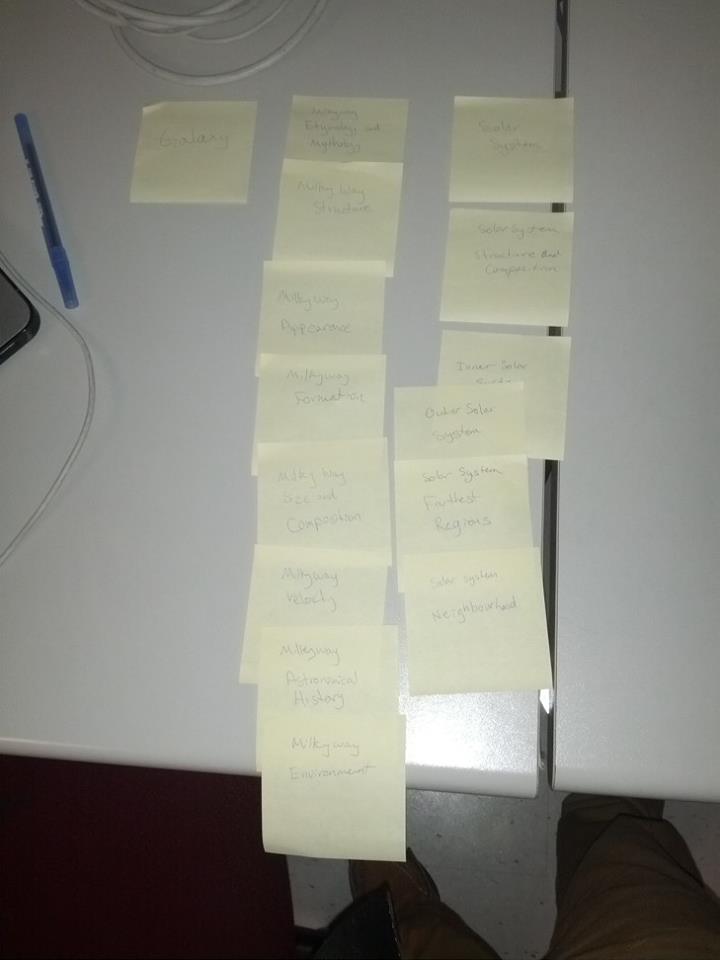 Galaxy
Milkyway
Etymology and
Mythology
Milky Way
Structure
Milkyway
Appearance
Milkyway
Formation
Milky Way
Size and
Composition
Milkyway
Velocity
Milkyway
Astronomical
History
Milkyway
Environment
Solar
System
Solar System
Structure and
Composition
Inner Solar
Outer Solar
System
Solar System
Farthest
Regions
Solar System
Neighbourhood